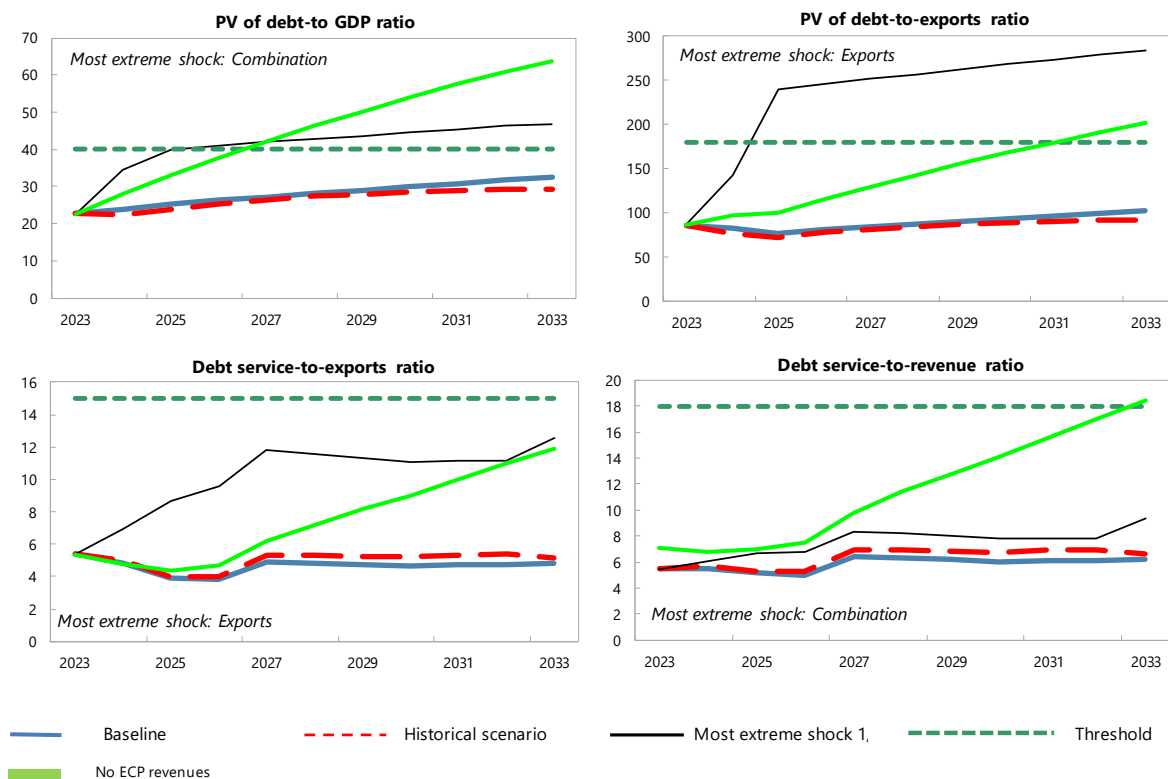 PV of debt-to GDP ratio
Most extreme shock: Combination
70
60
50
40
30
20
10
0
2023 2025 2027 2029 2031 2033
PV of debt-to-exports ratio
Most extreme shock: Exports
300
250
200
150
100
50
0
2023 2025 2027 2029 2031 2033
Debt service-to-exports ratio
16
14
12
10
8
6
4
2
0
Most extreme shock: Exports
2023 2025 2027 2029 2031 2033
Debt service-to-revenue ratio
20
18
16
14
12
10
8
6
4
2
0
Most extreme shock: Combination
2023 2025 2027 2029 2031 2033
Baseline Historical scenario Most extreme shock 1, Threshold
No ECP revenues